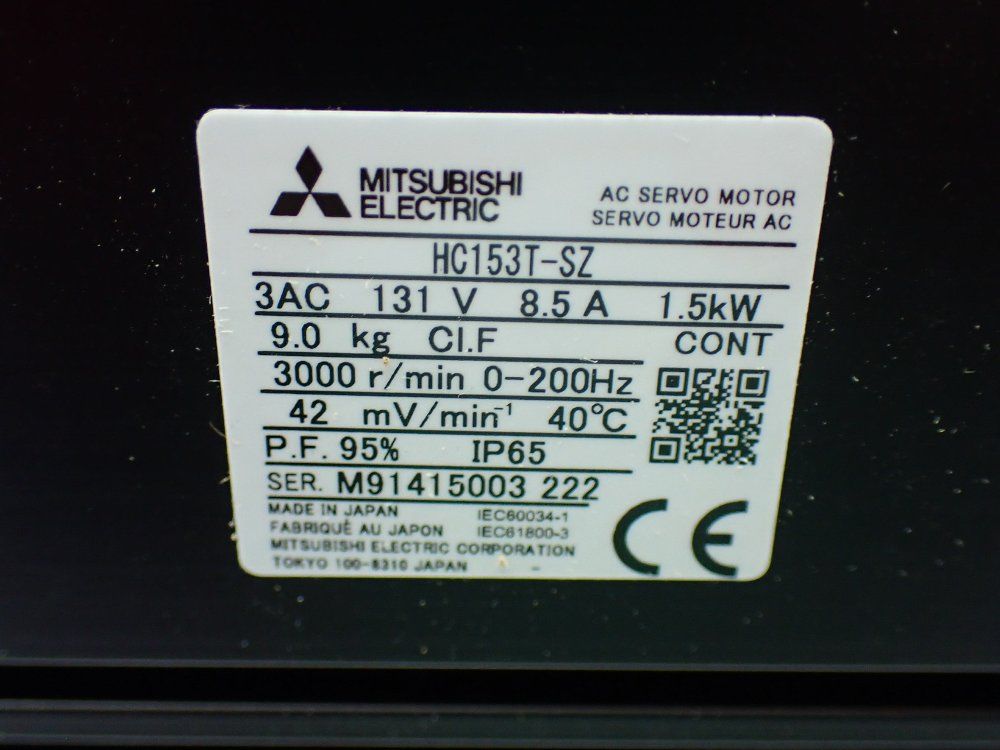 MITSUBISHI
ELECTRIC
AC SERVO MOTOR
SERVO MOTEUR AC
HC153T-SZ
3AC 131 V 8.5 A 1.5kW
9.0 kg Cl.F CONT
3000 r/min 0-200Hz
42 mV/min⁻¹ 40°C
P.F. 95% IP65
SER. M91415003 222
MADE IN JAPAN IEC60034-1
FABRIQUÉ AU JAPON IEC61800-3
MITSUBISHI ELECTRIC CORPORATION
TOKYO 100-8310 JAPAN
CE